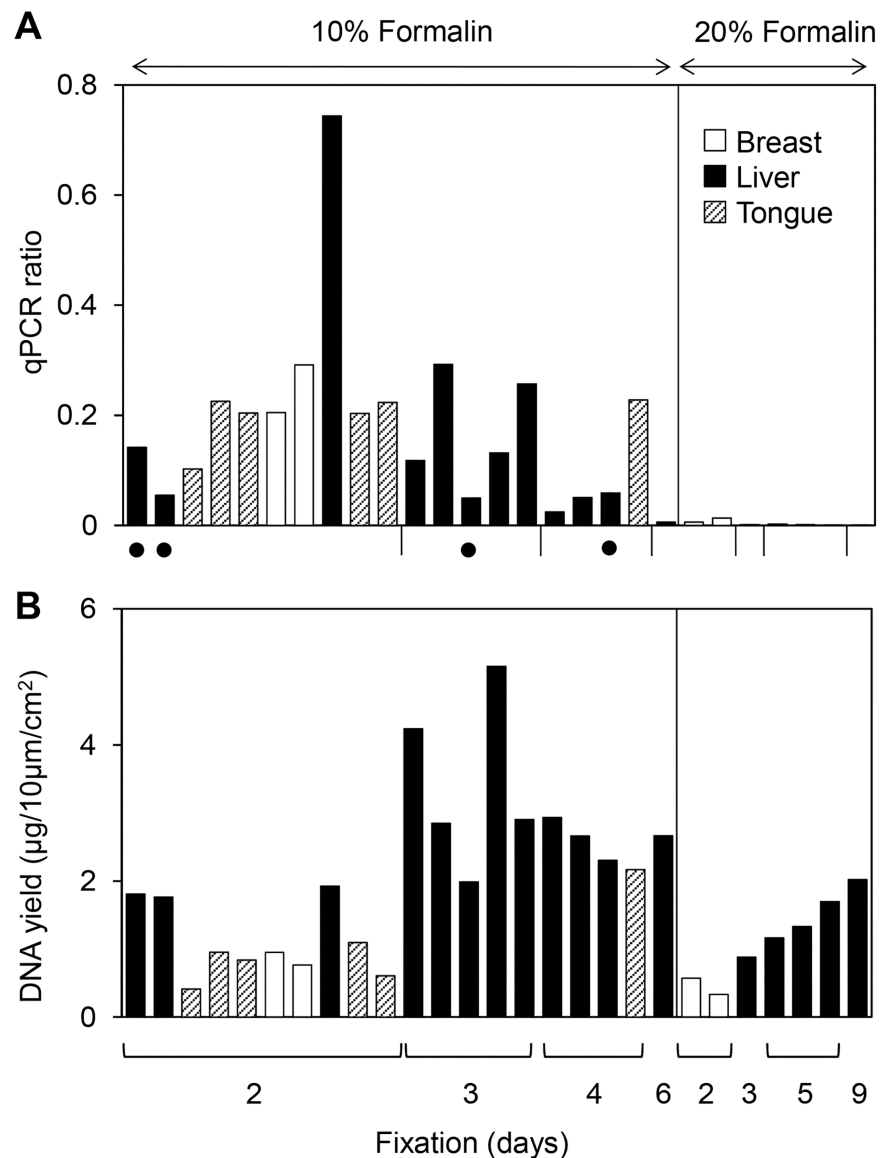 A
10% Formalin
20% Formalin
0.8
0.6
0.4
0.2
0
qPCR ratio
Breast
Liver
Tongue
B
6
4
2
0
DNA yield (µg/10µm/cm²)
2 3 4 6 2 3 5 9
Fixation (days)